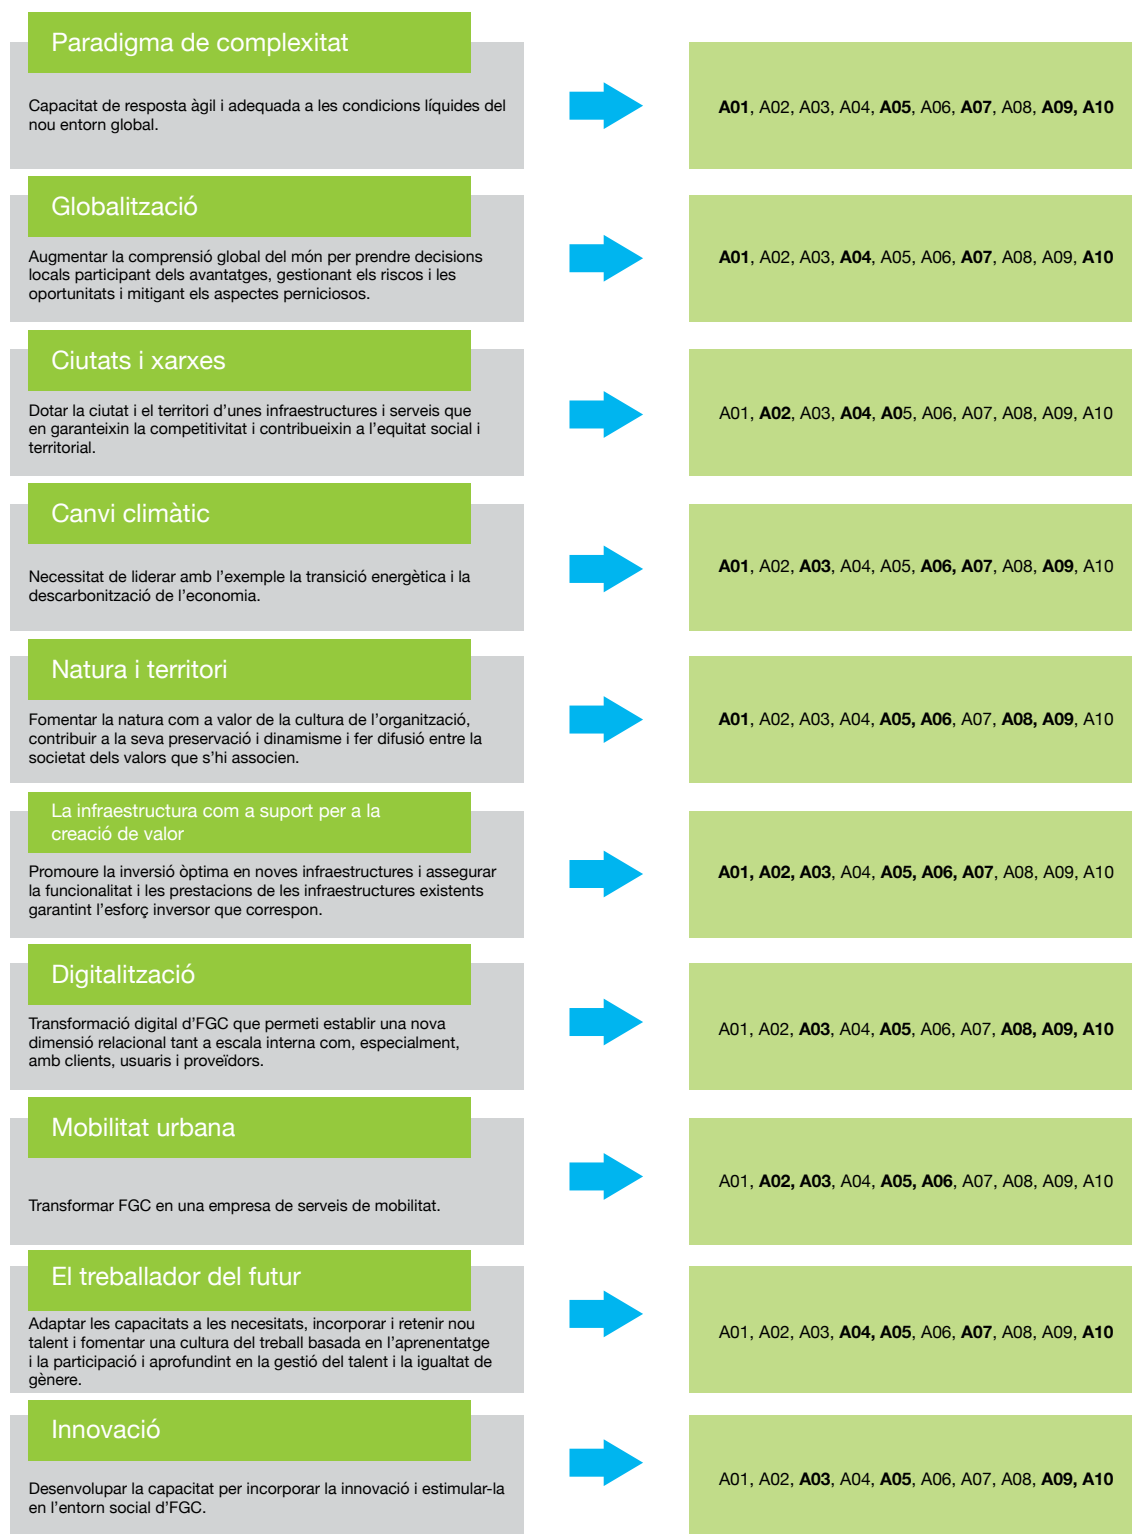 Paradigma de complexitat
Capacitat de resposta àgil i adequada a les condicions líquides del
nou entorn global.
A01, A02, A03, A04, A05, A06, A07, A08, A09, A10
Globalització
Augmentar la comprensió global del món per prendre decisions
locals participant dels avantatges, gestionant els riscos i les
oportunitats i mitigant els aspectes perniciosos.
A01, A02, A03, A04, A05, A06, A07, A08, A09, A10
Ciutats i xarxes
Dotar la ciutat i el territori d’unes infraestructures i serveis que
en garanteixin la competitivitat i contribueixin a l’equitat social i
territorial.
A01, A02, A03, A04, A05, A06, A07, A08, A09, A10
Canvi climàtic
Necessitat de liderar amb l’exemple la transició energètica i la
descarbonització de l’economia.
A01, A02, A03, A04, A05, A06, A07, A08, A09, A10
Natura i territori
Fomentar la natura com a valor de la cultura de l’organització,
contribuir a la seva preservació i dinamisme i fer difusió entre la
societat dels valors que s’hi associen.
A01, A02, A03, A04, A05, A06, A07, A08, A09, A10
La infraestructura com a suport per a la
creació de valor
Promoure la inversió òptima en noves infraestructures i assegurar
la funcionalitat i les prestacions de les infraestructures existents
garantint l’esforç inversor que correspon.
A01, A02, A03, A04, A05, A06, A07, A08, A09, A10
Digitalització
Transformació digital d’FGC que permeti establir una nova
dimensió relacional tant a escala interna com, especialment,
amb clients, usuaris i proveïdors.
A01, A02, A03, A04, A05, A06, A07, A08, A09, A10
Mobilitat urbana
Transformar FGC en una empresa de serveis de mobilitat.
A01, A02, A03, A04, A05, A06, A07, A08, A09, A10
El treballador del futur
Adaptar les capacitats a les necesitats, incorporar i retenir nou
talent i fomentar una cultura del treball basada en l’aprenentatge
i la participació i aprofundint en la gestió del talent i la igualtat de
gènere.
A01, A02, A03, A04, A05, A06, A07, A08, A09, A10
Innovació
Desenvolupar la capacitat per incorporar la innovació i estimular-la
en l’entorn social d’FGC.
A01, A02, A03, A04, A05, A06, A07, A08, A09, A10